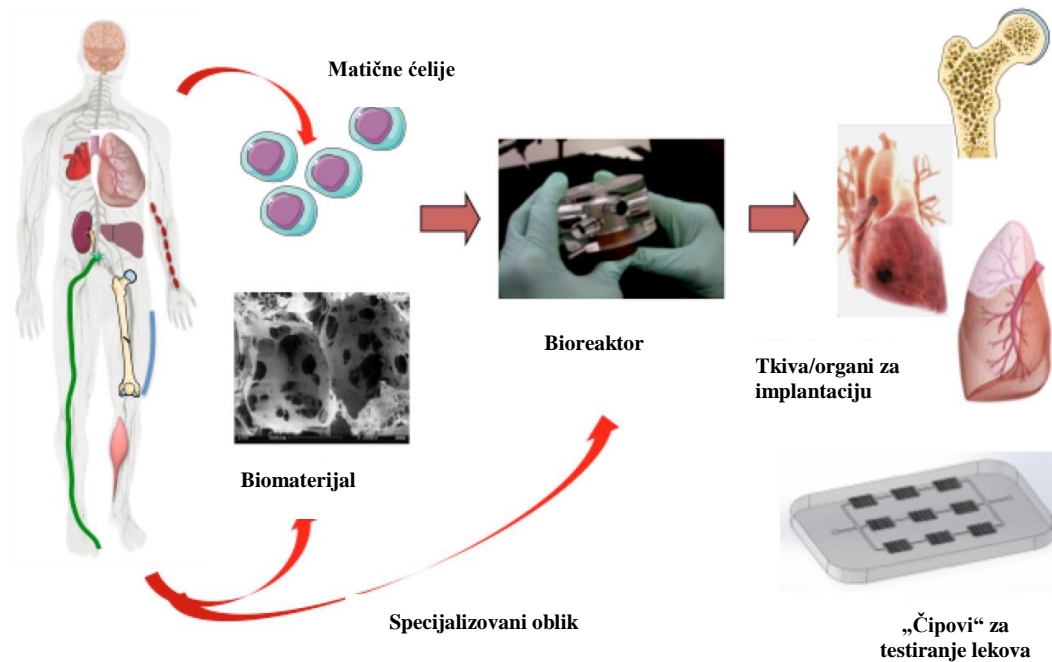 Matične ćelije
Bioreaktor
Tkiva/organi za
implantaciju
Biomaterijal
Specijalizovani oblik
„Čipovi“ za
testiranje lekova